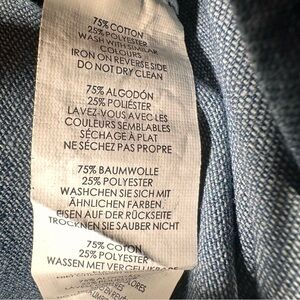 75% COTTON
25% POLYESTER
WASH WITH SIMILAR
COLOURS
IRON ON REVERSE SIDE
DO NOT DRY CLEAN
75% ALGODÓN
25% POLIÉSTER
LAVEZ-VOUS AVEC LES
COULEURS SEMBLABLES
SÉCHAGE À PLAT
NE SÉCHEZ PAS PROPRE
75% BAUMWOLLE
25% POLYESTER
WASHCHEN SIE SICH MIT
ÄHNLICHEN FARBEN.
EISEN AUF DER RÜCKSEITE
TROCKNEN SIE SAUBER NICHT
75% COTON
25% POLYESTER
WASSEN MET VERGELIJKBARE